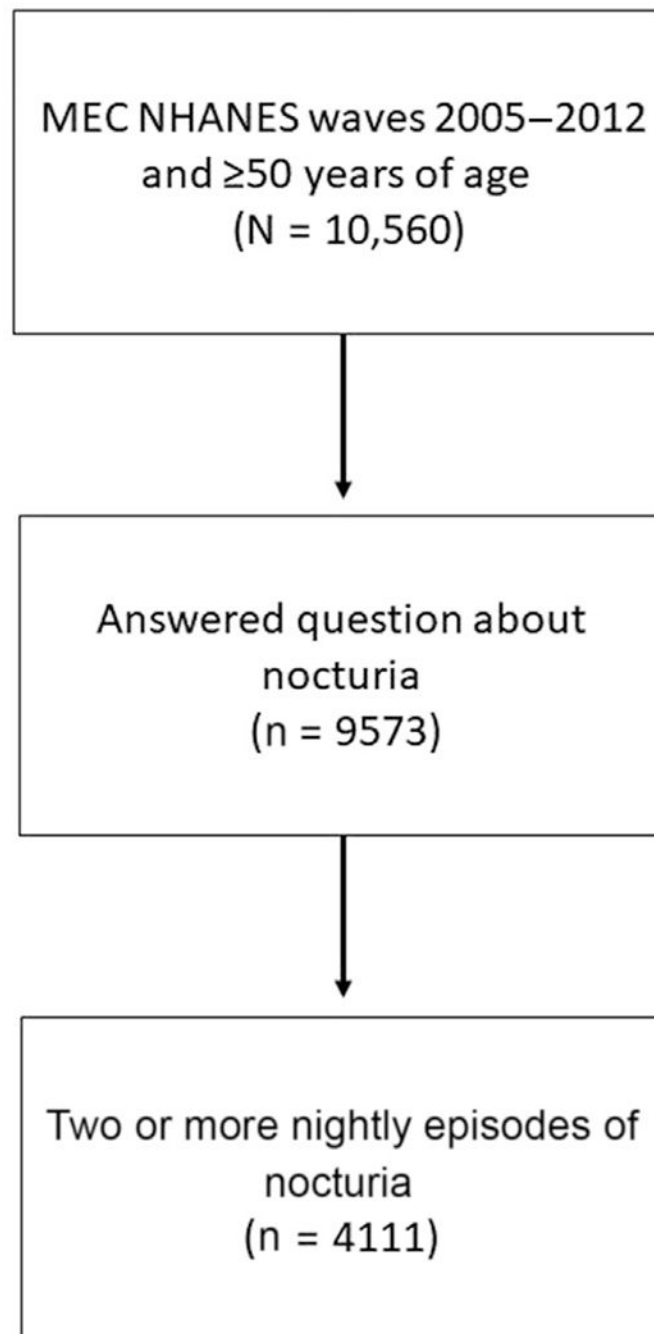 MEC NHANES waves 2005–2012
and ≥50 years of age
(N = 10,560)
Answered question about
nocturia
(n = 9573)
Two or more nightly episodes of
nocturia
(n = 4111)